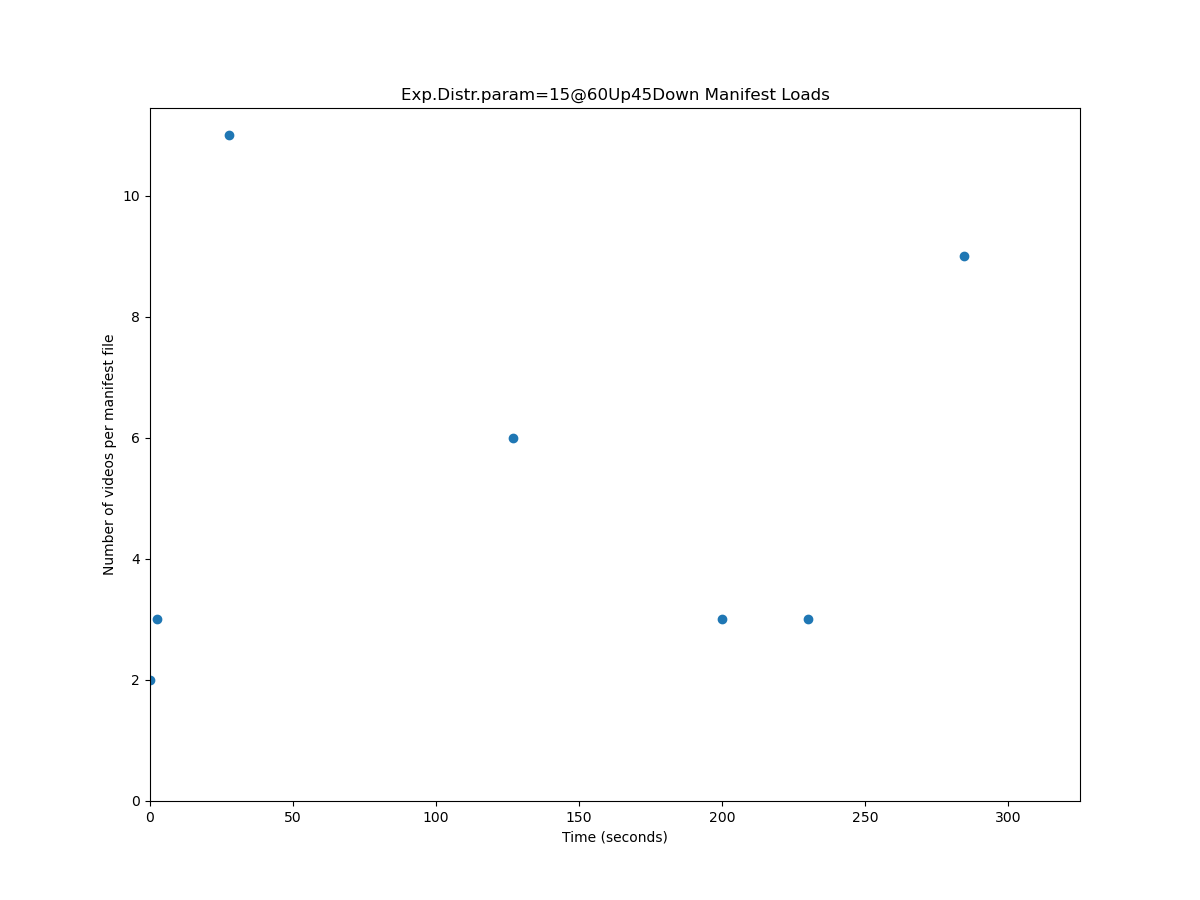 Exp.Distr.param=15@60Up45Down Manifest Loads
10
8
6
4
2
0
Number of videos per manifest file
0 50 100 150 200 250 300
Time (seconds)